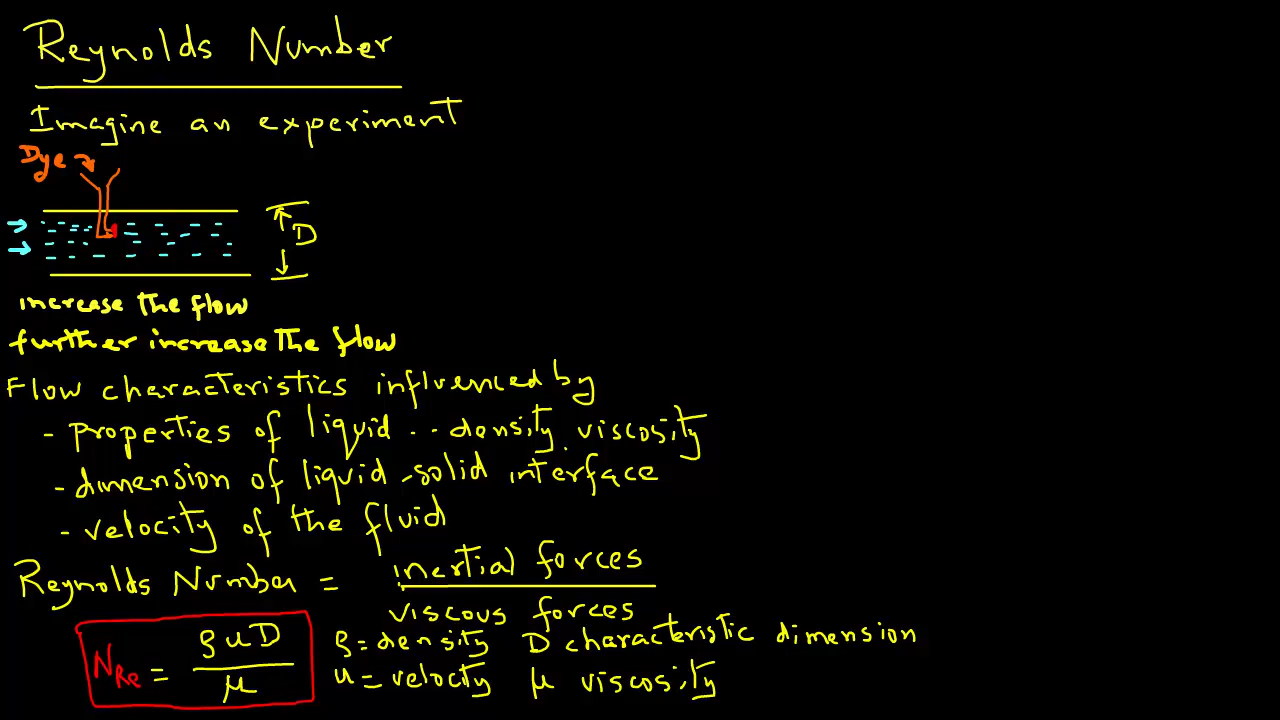 Reynolds Number
Imagine an experiment
Dye
D
increase the flow
further increase the flow
Flow characteristics influenced by
- properties of liquid .. density, viscosity
- dimension of liquid-solid interface
- velocity of the fluid
Reynolds Number = inertial forces / viscous forces
N_Re = ρuD / μ
ρ = density D characteristic dimension
u = velocity μ viscosity